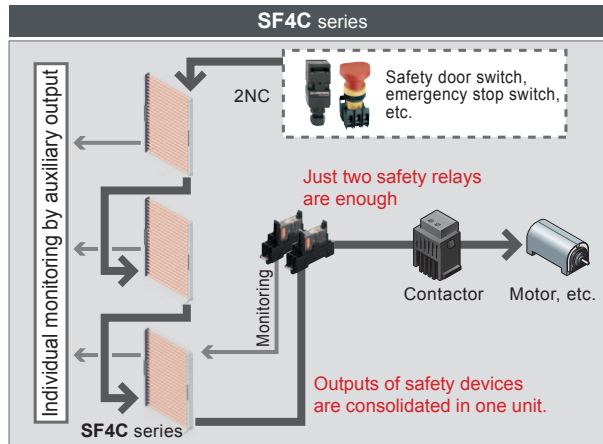 SF4C series
Individual monitoring by auxiliary output
2NC
Safety door switch,
emergency stop switch,
etc.
Just two safety relays
are enough
Monitoring
Contactor
Motor, etc.
Outputs of safety devices
are consolidated in one unit.
SF4C series